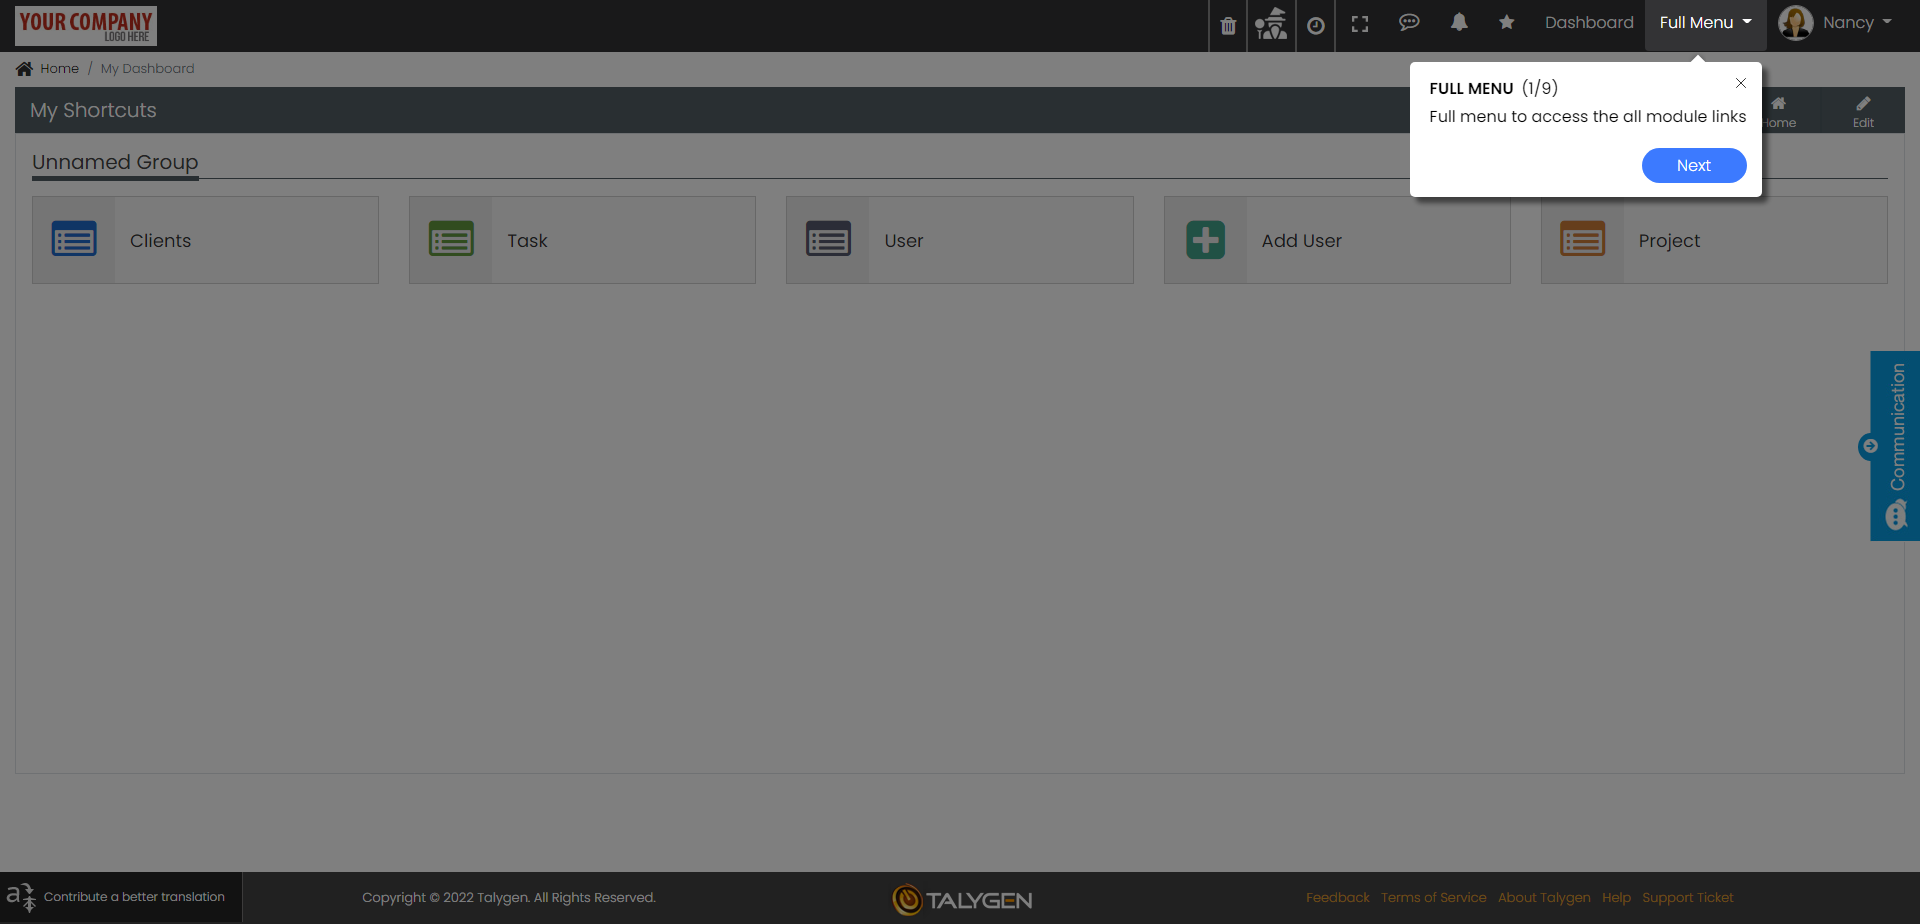 YOUR COMPANY
LOGO HERE
Dashboard
Full Menu
Nancy
Home / My Dashboard
FULL MENU (1/9)
Full menu to access the all module links
Next
My Shortcuts
Home
Edit
Unnamed Group
Clients
Task
User
Add User
Project
Communication
Contribute a better translation
Copyright © 2022 Talygen. All Rights Reserved.
TALYGEN
Feedback Terms of Service About Talygen Help Support Ticket